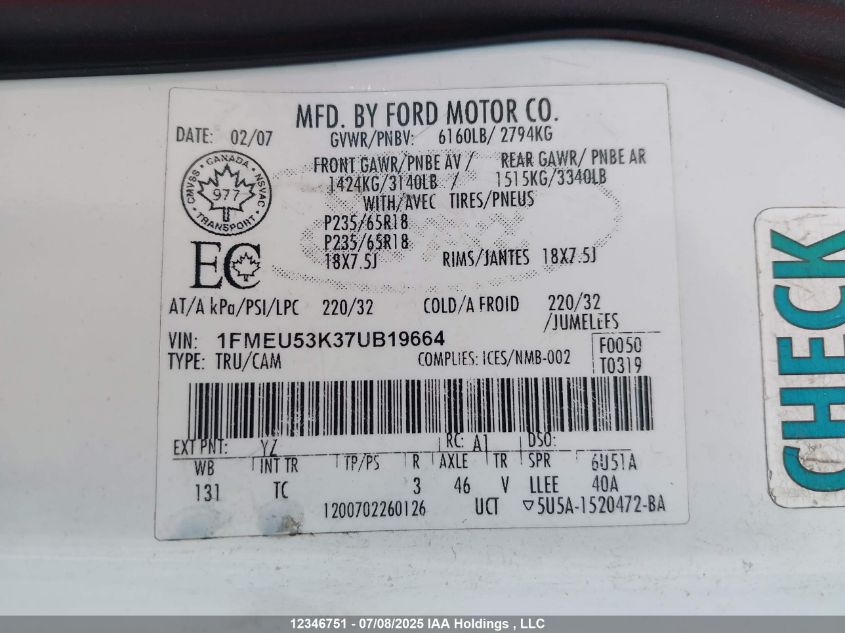 MFD. BY FORD MOTOR CO.
DATE: 02/07
GVWR/PNBV: 6160LB/ 2794KG
FRONT GAWR/PNBE AV / REAR GAWR/ PNBE AR
1424KG/3140LB / 1515KG/3340LB
WITH/AVEC TIRES/PNEUS
P235/65R18
P235/65R18
18X7.5J RIMS/JANTES 18X7.5J
CANADA
CMVSS NSVAC
977
TRANSPORT
EC
AT/A kPa/PSI/LPC 220/32 COLD/A FROID 220/32
/JUMELEES
VIN: 1FMEU53K37UB19664
TYPE: TRU/CAM COMPLIES: ICES/NMB-002
F0050
T0319
EXT PNT: YZ RC: A1 DSO:
WB INT TR TP/PS R AXLE TR SPR 6U51A
131 TC 3 46 V LLEE 40A
1200702260126 UCT ▽5U5A-1520472-BA
CHECK
12346751 - 07/08/2025 IAA Holdings , LLC